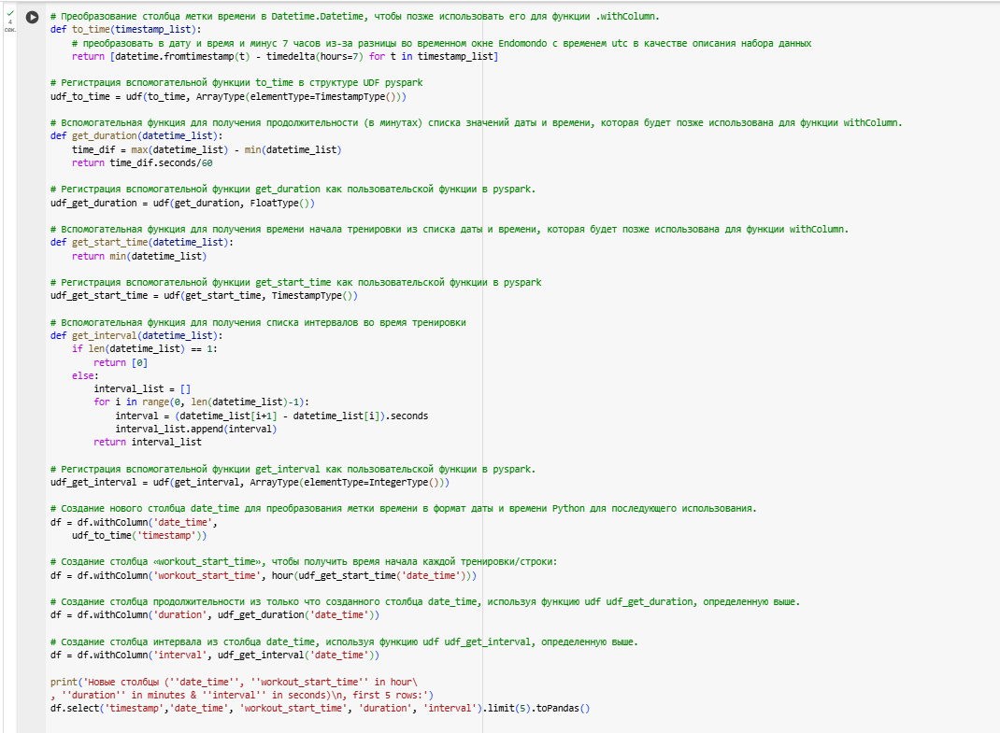 4
сек.
# Преобразование столбца метки времени в Datetime.Datetime, чтобы позже использовать его для функции .withColumn.
def to_time(timestamp_list):
    # преобразовать в дату и время и минус 7 часов из-за разницы во временном окне Endomondo с временем utc в качестве описания набора данных
    return [datetime.fromtimestamp(t) - timedelta(hours=7) for t in timestamp_list]

# Регистрация вспомогательной функции to_time в структуре UDF pyspark
udf_to_time = udf(to_time, ArrayType(elementType=TimestampType()))

# Вспомогательная функция для получения продолжительности (в минутах) списка значений даты и времени, которая будет позже использована для функции withColumn.
def get_duration(datetime_list):
    time_dif = max(datetime_list) - min(datetime_list)
    return time_dif.seconds/60

# Регистрация вспомогательной функции get_duration как пользовательской функции в pyspark.
udf_get_duration = udf(get_duration, FloatType())

# Вспомогательная функция для получения времени начала тренировки из списка даты и времени, которая будет позже использована для функции withColumn.
def get_start_time(datetime_list):
    return min(datetime_list)

# Регистрация вспомогательной функции get_start_time как пользовательской функции в pyspark
udf_get_start_time = udf(get_start_time, TimestampType())

# Вспомогательная функция для получения списка интервалов во время тренировки
def get_interval(datetime_list):
    if len(datetime_list) == 1:
        return [0]
    else:
        interval_list = []
        for i in range(0, len(datetime_list)-1):
            interval = (datetime_list[i+1] - datetime_list[i]).seconds
            interval_list.append(interval)
        return interval_list

# Регистрация вспомогательной функции get_interval как пользовательской функции в pyspark.
udf_get_interval = udf(get_interval, ArrayType(elementType=IntegerType()))

# Создание нового столбца date_time для преобразования метки времени в формат даты и времени Python для последующего использования.
df = df.withColumn('date_time',
    udf_to_time('timestamp'))

# Создание столбца «workout_start_time», чтобы получить время начала каждой тренировки/строки:
df = df.withColumn('workout_start_time', hour(udf_get_start_time('date_time')))

# Создание столбца продолжительности из только что созданного столбца date_time, используя функцию udf udf_get_duration, определенную выше.
df = df.withColumn('duration', udf_get_duration('date_time'))

# Создание столбца интервала из столбца date_time, используя функцию udf udf_get_interval, определенную выше.
df = df.withColumn('interval', udf_get_interval('date_time'))

print('Новые столбцы (''date_time'', ''workout_start_time'' in hour\
, ''duration'' in minutes & ''interval'' in seconds)\n, first 5 rows:')
df.select('timestamp','date_time', 'workout_start_time', 'duration', 'interval').limit(5).toPandas()